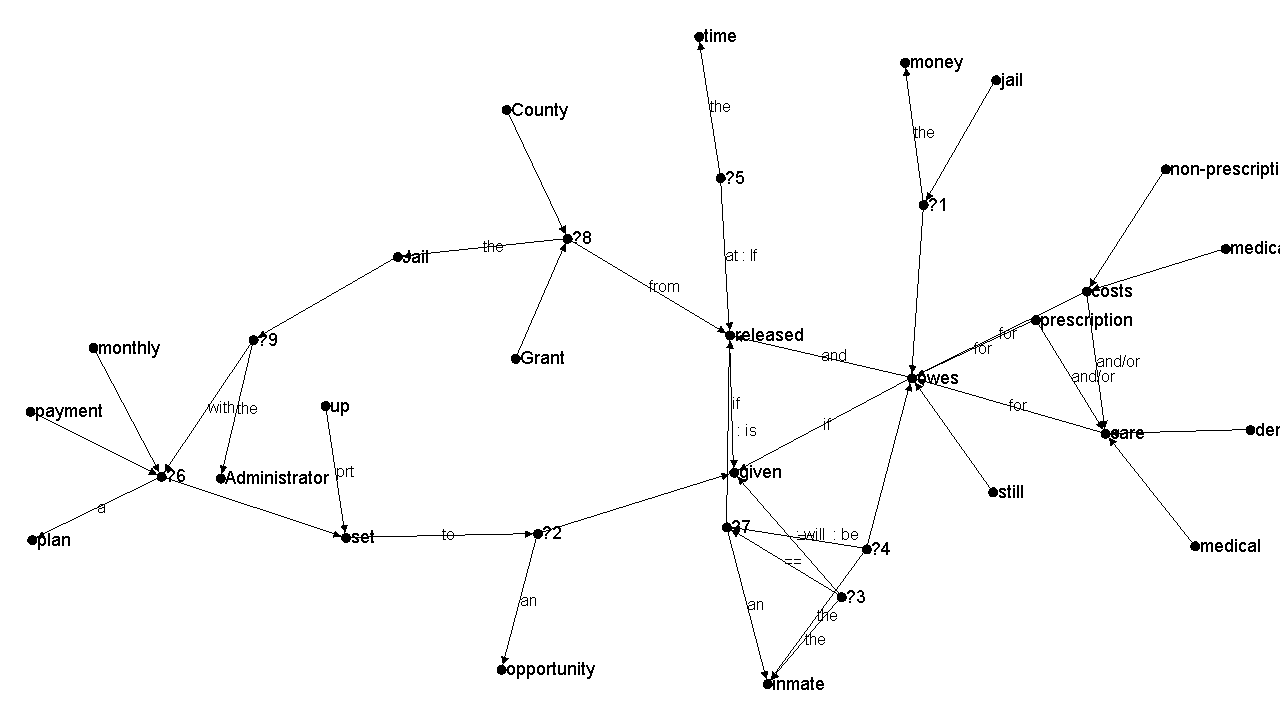 time
money
jail
the
County
the
non-prescripti
?5
?1
?8
the
medica
Jail
at : If
from
costs
prescription
released
for
for
?9
monthly
Grant
and
and/or
and/or
owes
payment
with
the
up
if
: is
if
for
care
der
?6
Administrator
prt
given
still
a
plan
set
to
?2
?7
: will : be
==
?4
medical
an
an
?3
the
the
opportunity
inmate